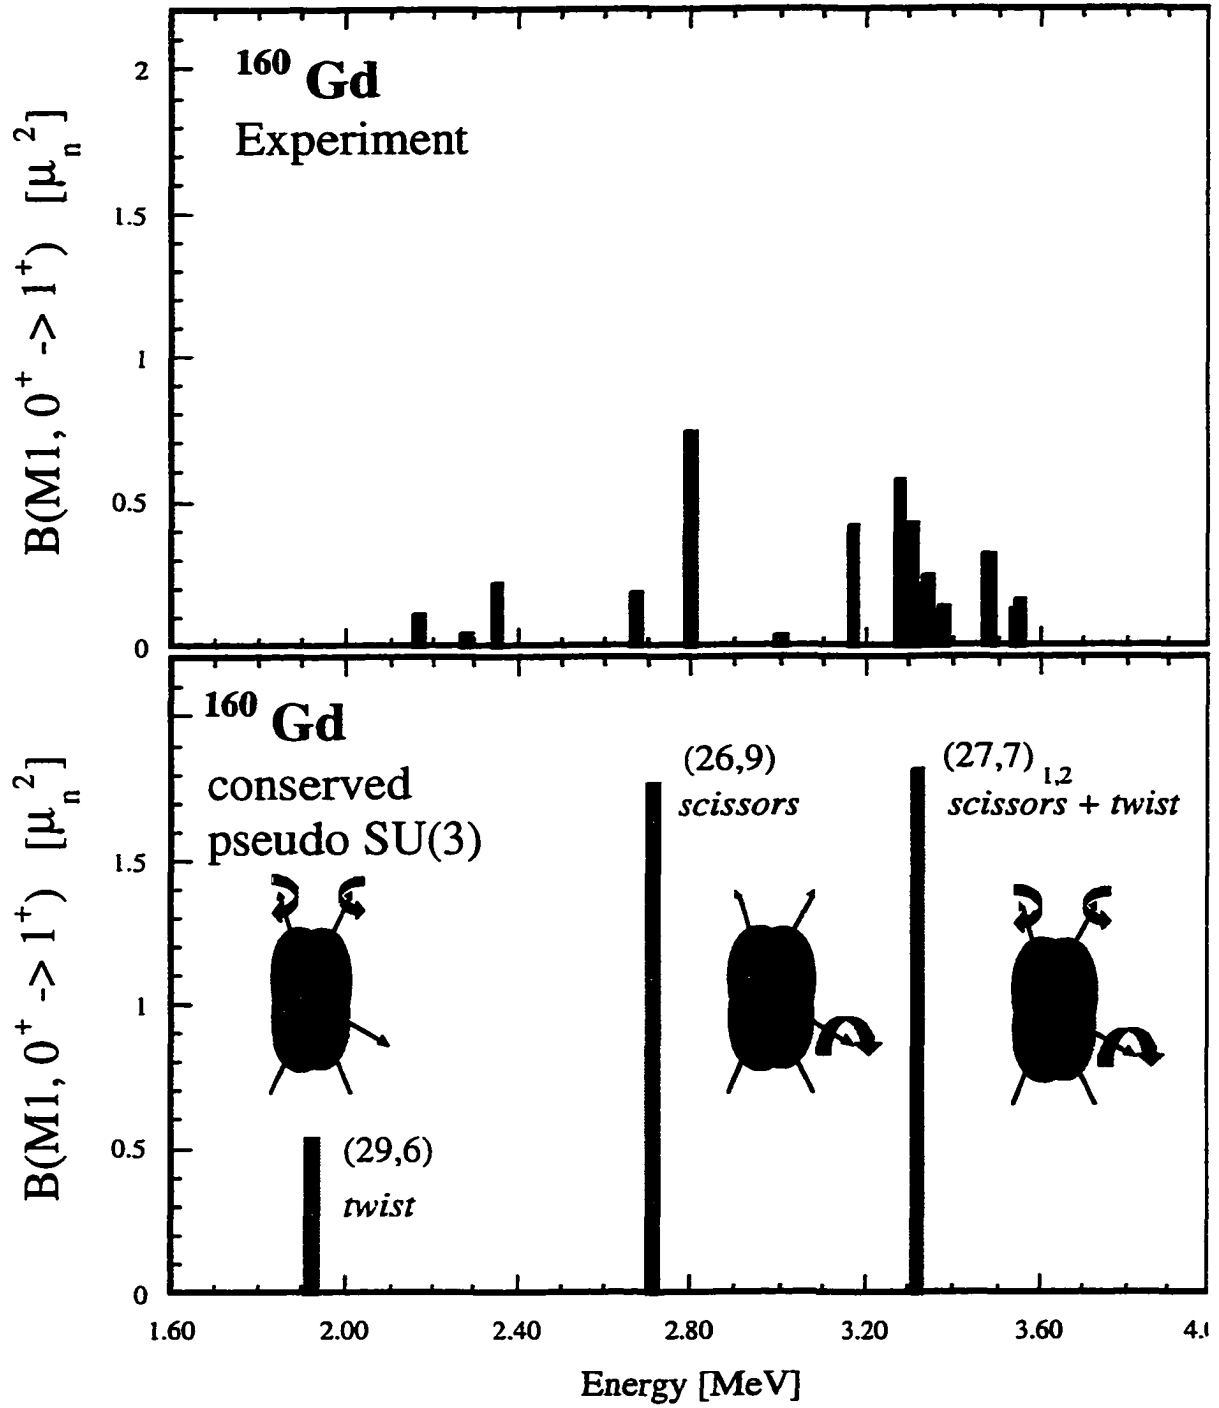 160 Gd
Experiment
B(M1, 0+ -> 1+) [μn2]
2
1.5
1
0.5
0
160 Gd
conserved
pseudo SU(3)
(26,9)
scissors
(27,7)1,2
scissors + twist
(29,6)
twist
B(M1, 0+ -> 1+) [μn2]
1.5
1
0.5
0
1.60 2.00 2.40 2.80 3.20 3.60 4.0
Energy [MeV]